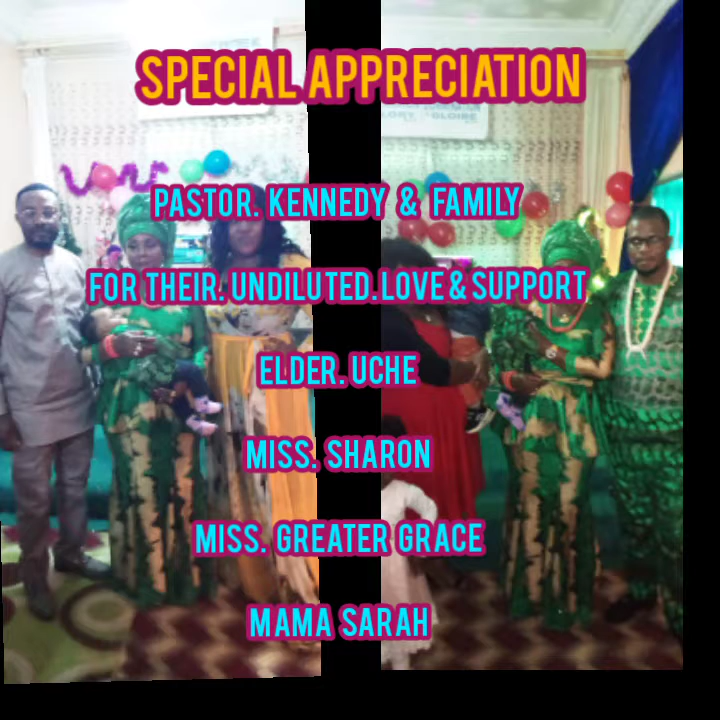 SPECIAL APPRECIATION
PASTOR. KENNEDY & FAMILY
FOR THEIR. UNDILUTED. LOVE & SUPPORT
ELDER. UCHE
MISS. SHARON
MISS. GREATER GRACE
MAMA SARAH